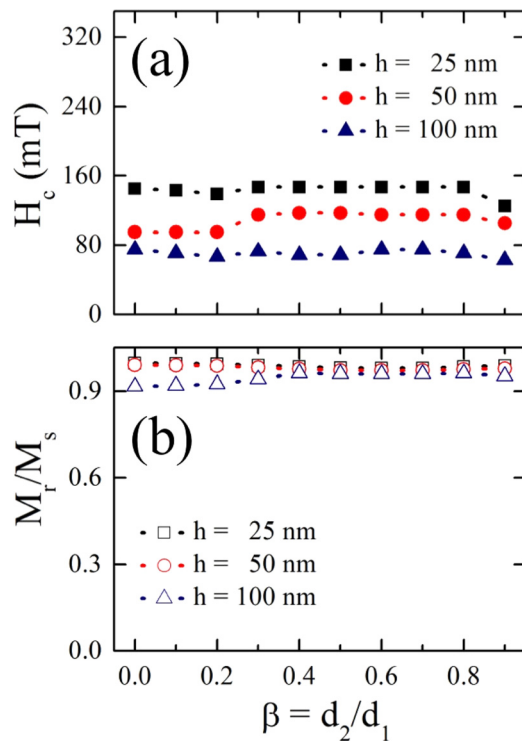 320
240
160
80
0
H_c (mT)
(a)
h = 25 nm
h = 50 nm
h = 100 nm
0.9
0.6
0.3
0.0
M_r/M_s
(b)
h = 25 nm
h = 50 nm
h = 100 nm
0.0 0.2 0.4 0.6 0.8
β = d_2/d_1